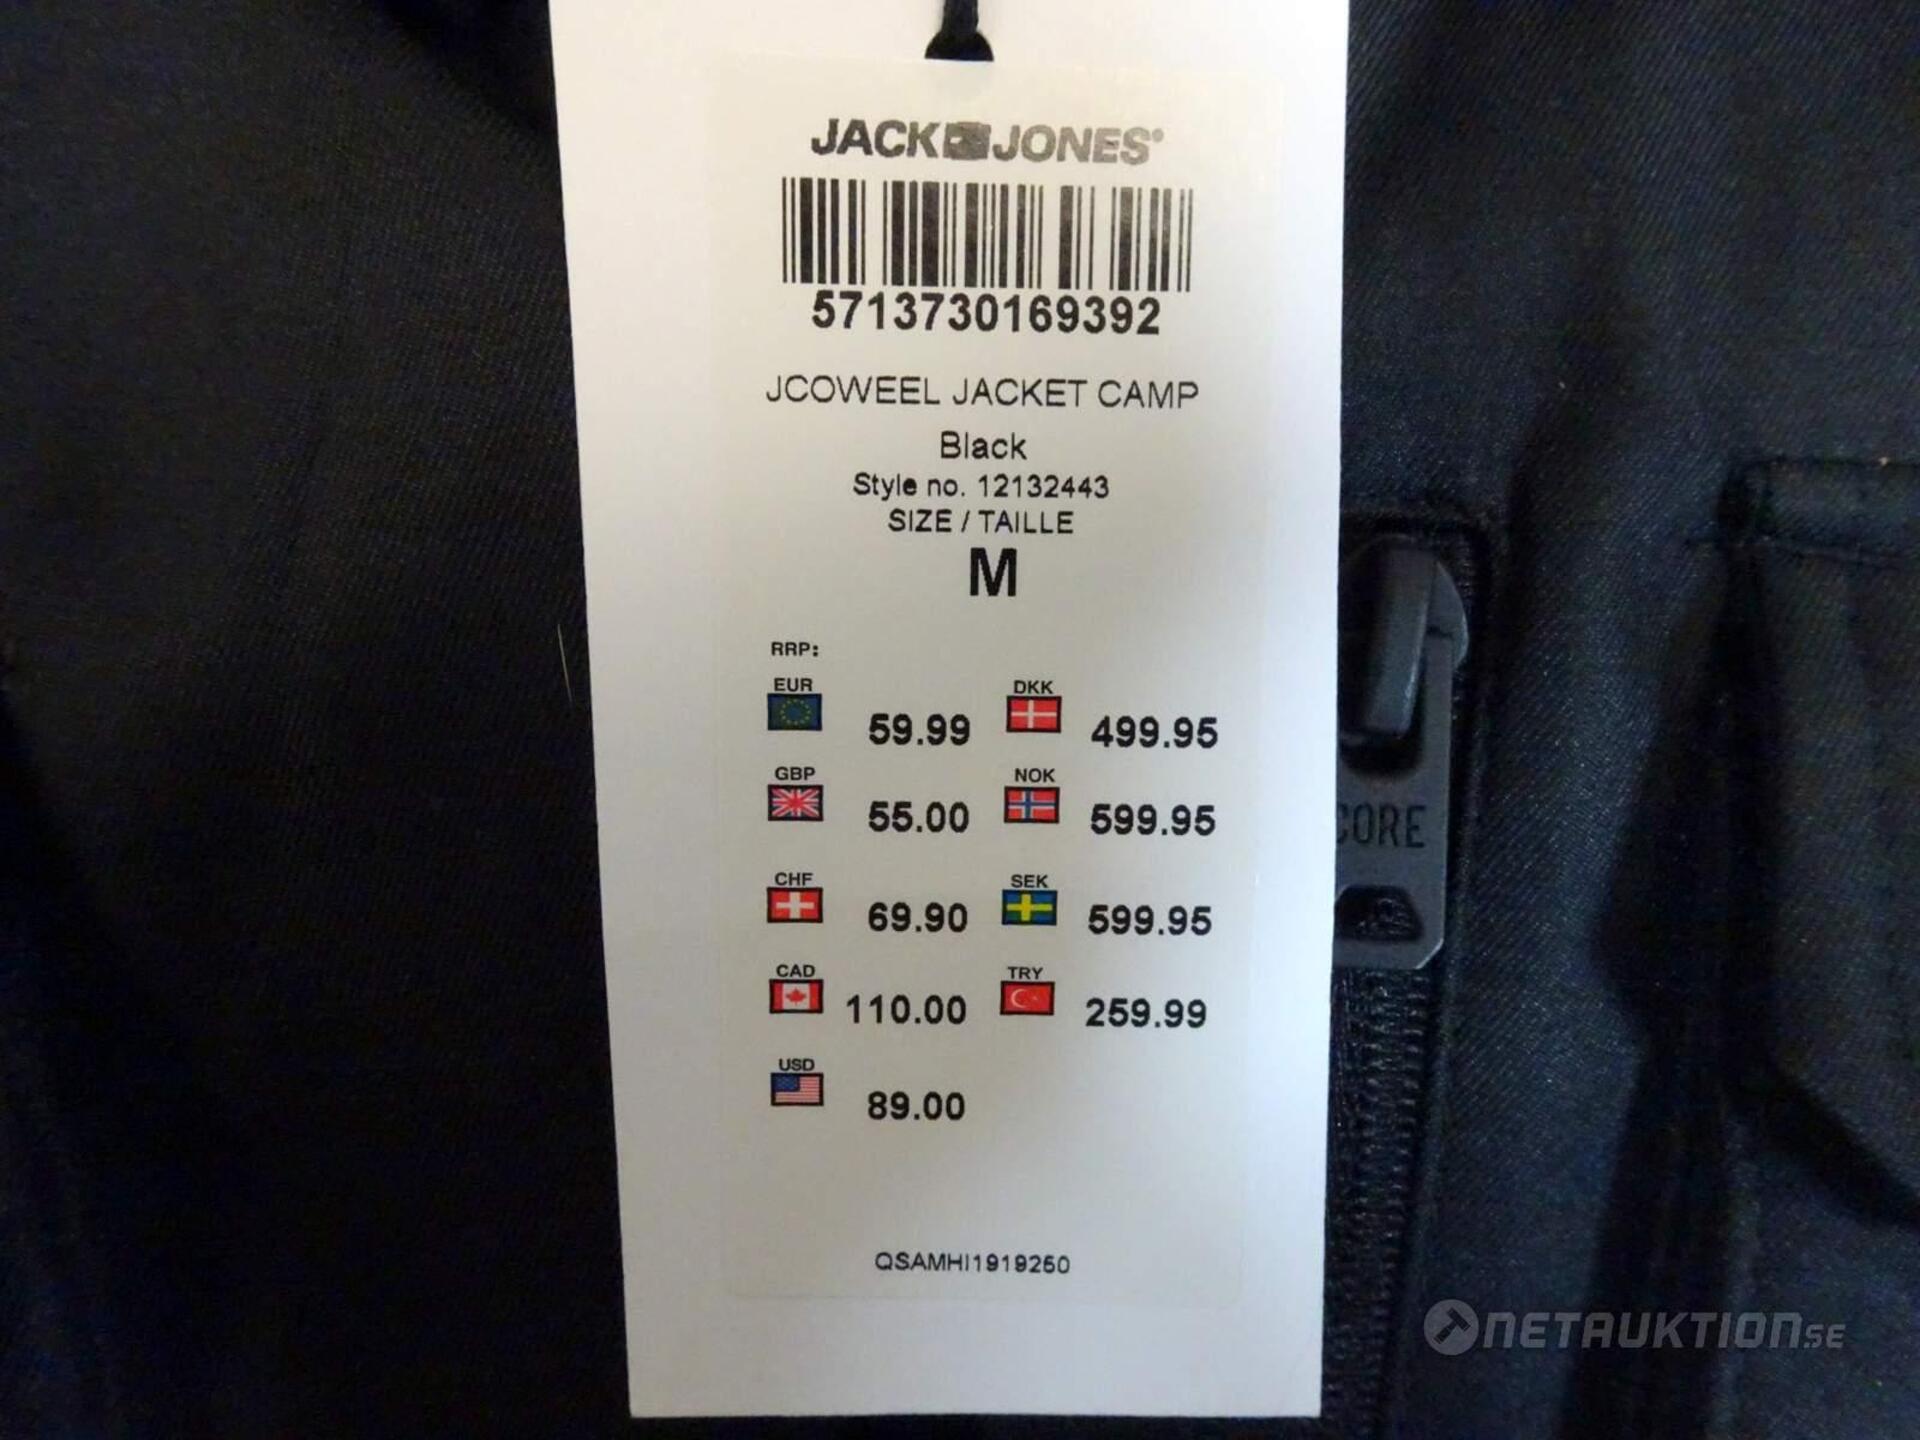 JACK JONES®
5713730169392
JCOWEEL JACKET CAMP
Black
Style no. 12132443
SIZE / TAILLE
M
RRP:
EUR 59.99 DKK 499.95
GBP 55.00 NOK 599.95
CHF 69.90 SEK 599.95
CAD 110.00 TRY 259.99
USD 89.00
QSAMHI1919250
CORE
NETAUKTION.SE